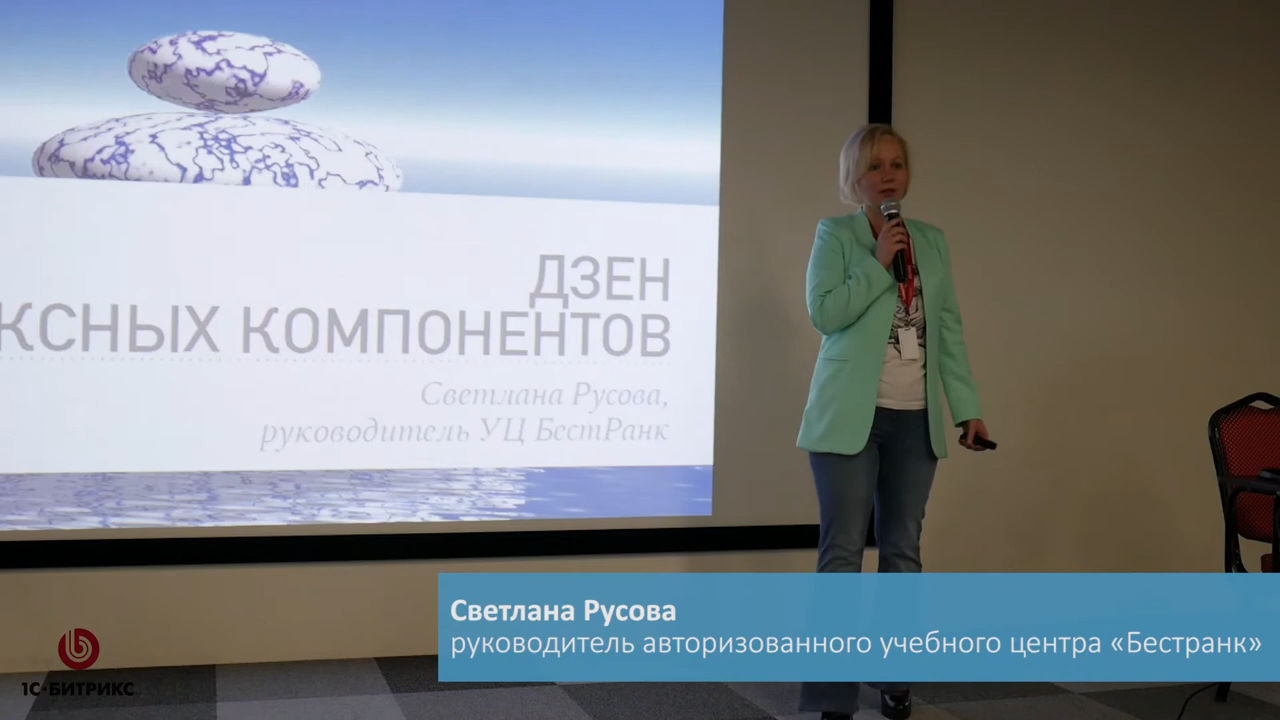 ДЗЕН
КСНЫХ КОМПОНЕНТОВ
Светлана Русова,
руководитель УЦ БестРанк
Светлана Русова
руководитель авторизованного учебного центра «Бестранк»
1С·БИТРИКС